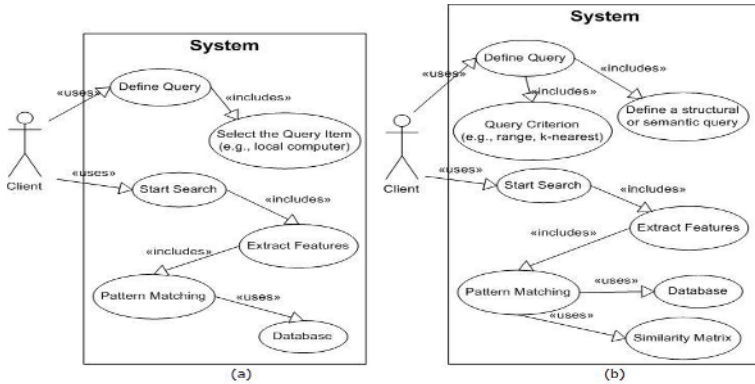 System
Define Query
«uses»
«includes»
Select the Query Item
(e.g., local computer)
Client
«uses»
Start Search
«includes»
Extract Features
«includes»
Pattern Matching
«uses»
Database
(a)
System
Define Query
«uses»
«includes»
«includes»
Query Criterion
(e.g., range, k-nearest)
Define a structural
or semantic query
Client
«uses»
Start Search
«includes»
Extract Features
«includes»
Pattern Matching
«uses»
Database
«uses»
Similarity Matrix
(b)